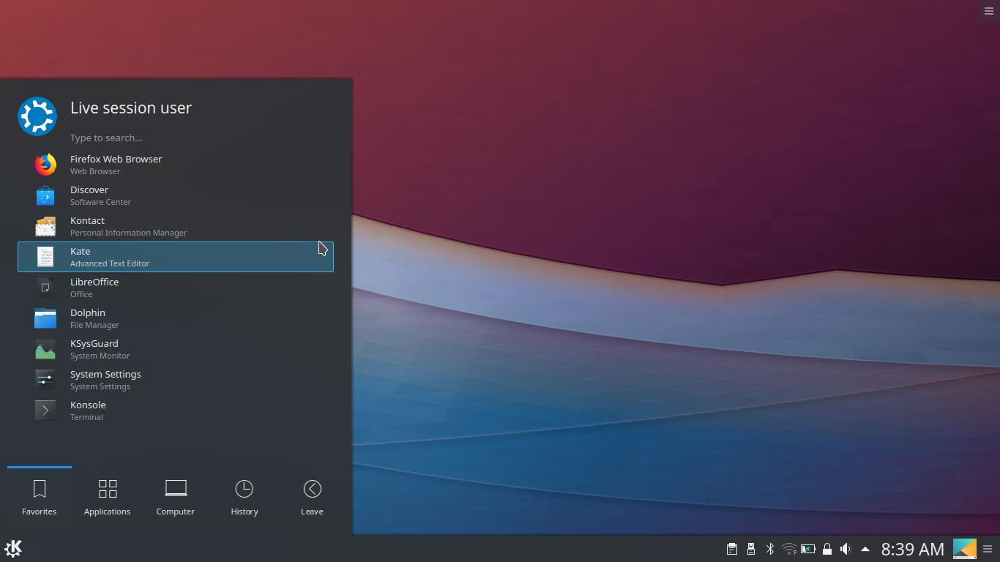 Live session user
Type to search...
Firefox Web Browser
Web Browser
Discover
Software Center
Kontact
Personal Information Manager
Kate
Advanced Text Editor
LibreOffice
Office
Dolphin
File Manager
KSysGuard
System Monitor
System Settings
System Settings
Konsole
Terminal
Favorites
Applications
Computer
History
Leave
8:39 AM